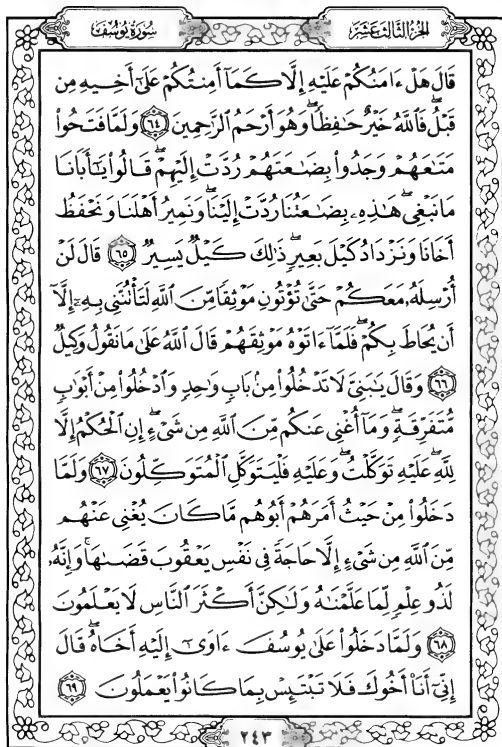 الجزء الثالث عشر
سورة يوسف
قَالَ هَلْ ءَامَنُكُمْ عَلَيْهِ إِلَّا كَمَآ أَمِنتُكُمْ عَلَىٰٓ أَخِيهِ مِن
قَبْلُ ۖ فَٱللَّهُ خَيْرٌ حَـٰفِظًا ۖ وَهُوَ أَرْحَمُ ٱلرَّٰحِمِينَ ٦٤ وَلَمَّا فَتَحُوا۟
مَتَـٰعَهُمْ وَجَدُوا۟ بِضَـٰعَتَهُمْ رُدَّتْ إِلَيْهِمْ ۖ قَالُوا۟ يَـٰٓأَبَانَا
مَا نَبْغِى ۖ هَـٰذِهِۦ بِضَـٰعَتُنَا رُدَّتْ إِلَيْنَا ۖ وَنَمِيرُ أَهْلَنَا وَنَحْفَظُ
أَخَانَا وَنَزْدَادُ كَيْلَ بَعِيرٍ ۖ ذَٰلِكَ كَيْلٌ يَسِيرٌ ٦٥ قَالَ لَنْ
أُرْسِلَهُۥ مَعَكُمْ حَتَّىٰ تُؤْتُونِ مَوْثِقًا مِّنَ ٱللَّهِ لَتَأْتُنَّنِى بِهِۦٓ إِلَّآ
أَن يُحَاطَ بِكُمْ ۖ فَلَمَّآ ءَاتَوْهُ مَوْثِقَهُمْ قَالَ ٱللَّهُ عَلَىٰ مَا نَقُولُ وَكِيلٌ
٦٦ وَقَالَ يَـٰبَنِىَّ لَا تَدْخُلُوا۟ مِنۢ بَابٍ وَٰحِدٍ وَٱدْخُلُوا۟ مِنْ أَبْوَٰبٍ
مُّتَفَرِّقَةٍ ۖ وَمَآ أُغْنِى عَنكُم مِّنَ ٱللَّهِ مِن شَىْءٍ ۖ إِنِ ٱلْحُكْمُ إِلَّا
لِلَّهِ ۖ عَلَيْهِ تَوَكَّلْتُ ۖ وَعَلَيْهِ فَلْيَتَوَكَّلِ ٱلْمُتَوَكِّلُونَ ٦٧ وَلَمَّا
دَخَلُوا۟ مِنْ حَيْثُ أَمَرَهُمْ أَبُوهُم مَّا كَانَ يُغْنِى عَنْهُم
مِّنَ ٱللَّهِ مِن شَىْءٍ إِلَّا حَاجَةً فِى نَفْسِ يَعْقُوبَ قَضَىٰهَا ۚ وَإِنَّهُۥ
لَذُو عِلْمٍ لِّمَا عَلَّمْنَـٰهُ وَلَـٰكِنَّ أَكْثَرَ ٱلنَّاسِ لَا يَعْلَمُونَ
٦٨ وَلَمَّا دَخَلُوا۟ عَلَىٰ يُوسُفَ ءَاوَىٰٓ إِلَيْهِ أَخَاهُ ۖ قَالَ
إِنِّىٓ أَنَا۠ أَخُوكَ فَلَا تَبْتَئِسْ بِمَا كَانُوا۟ يَعْمَلُونَ ٦٩
٢٤٣